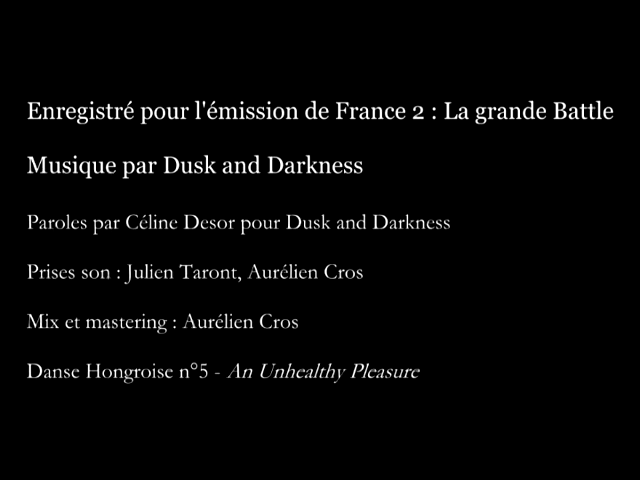 Enregistré pour l'émission de France 2 : La grande Battle
Musique par Dusk and Darkness
Paroles par Céline Desor pour Dusk and Darkness
Prises son : Julien Taront, Aurélien Cros
Mix et mastering : Aurélien Cros
Danse Hongroise n°5 - An Unhealthy Pleasure